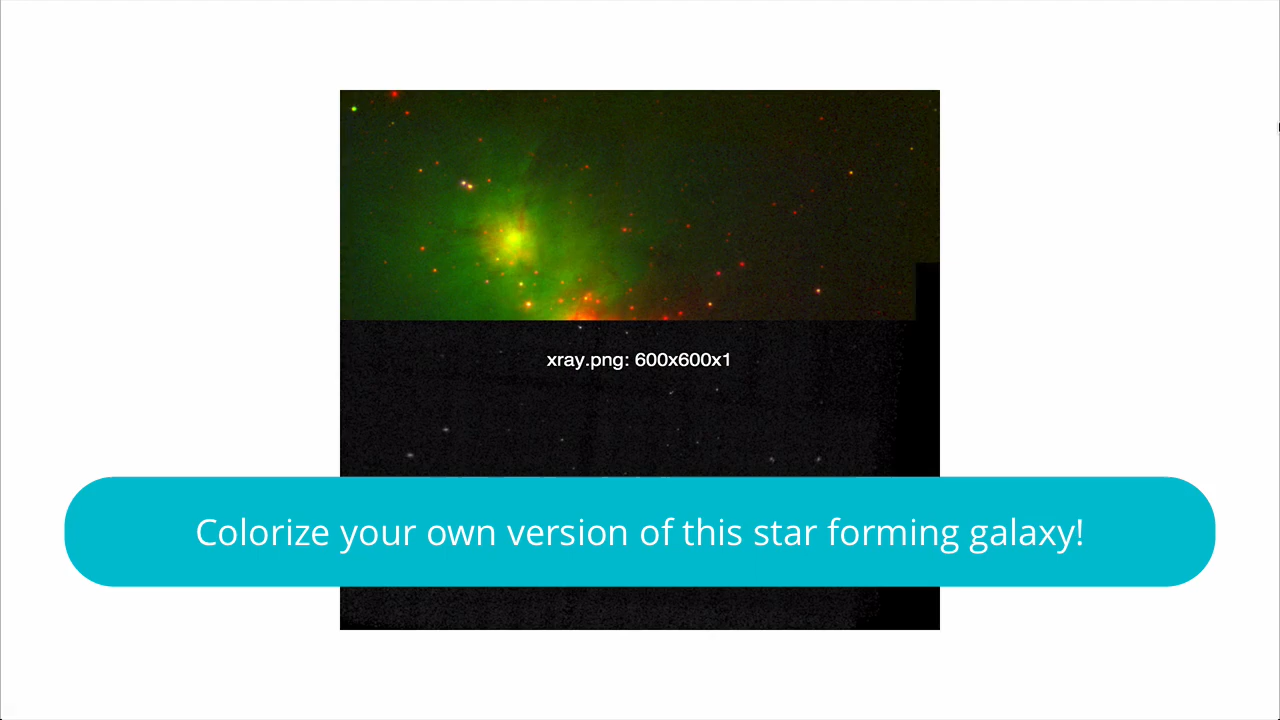 xray.png: 600x600x1
Colorize your own version of this star forming galaxy!